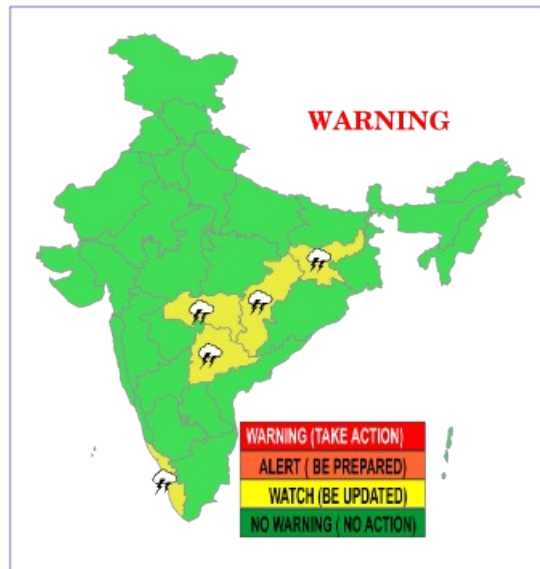 WARNING
WARNING (TAKE ACTION)
ALERT ( BE PREPARED)
WATCH (BE UPDATED)
NO WARNING ( NO ACTION)